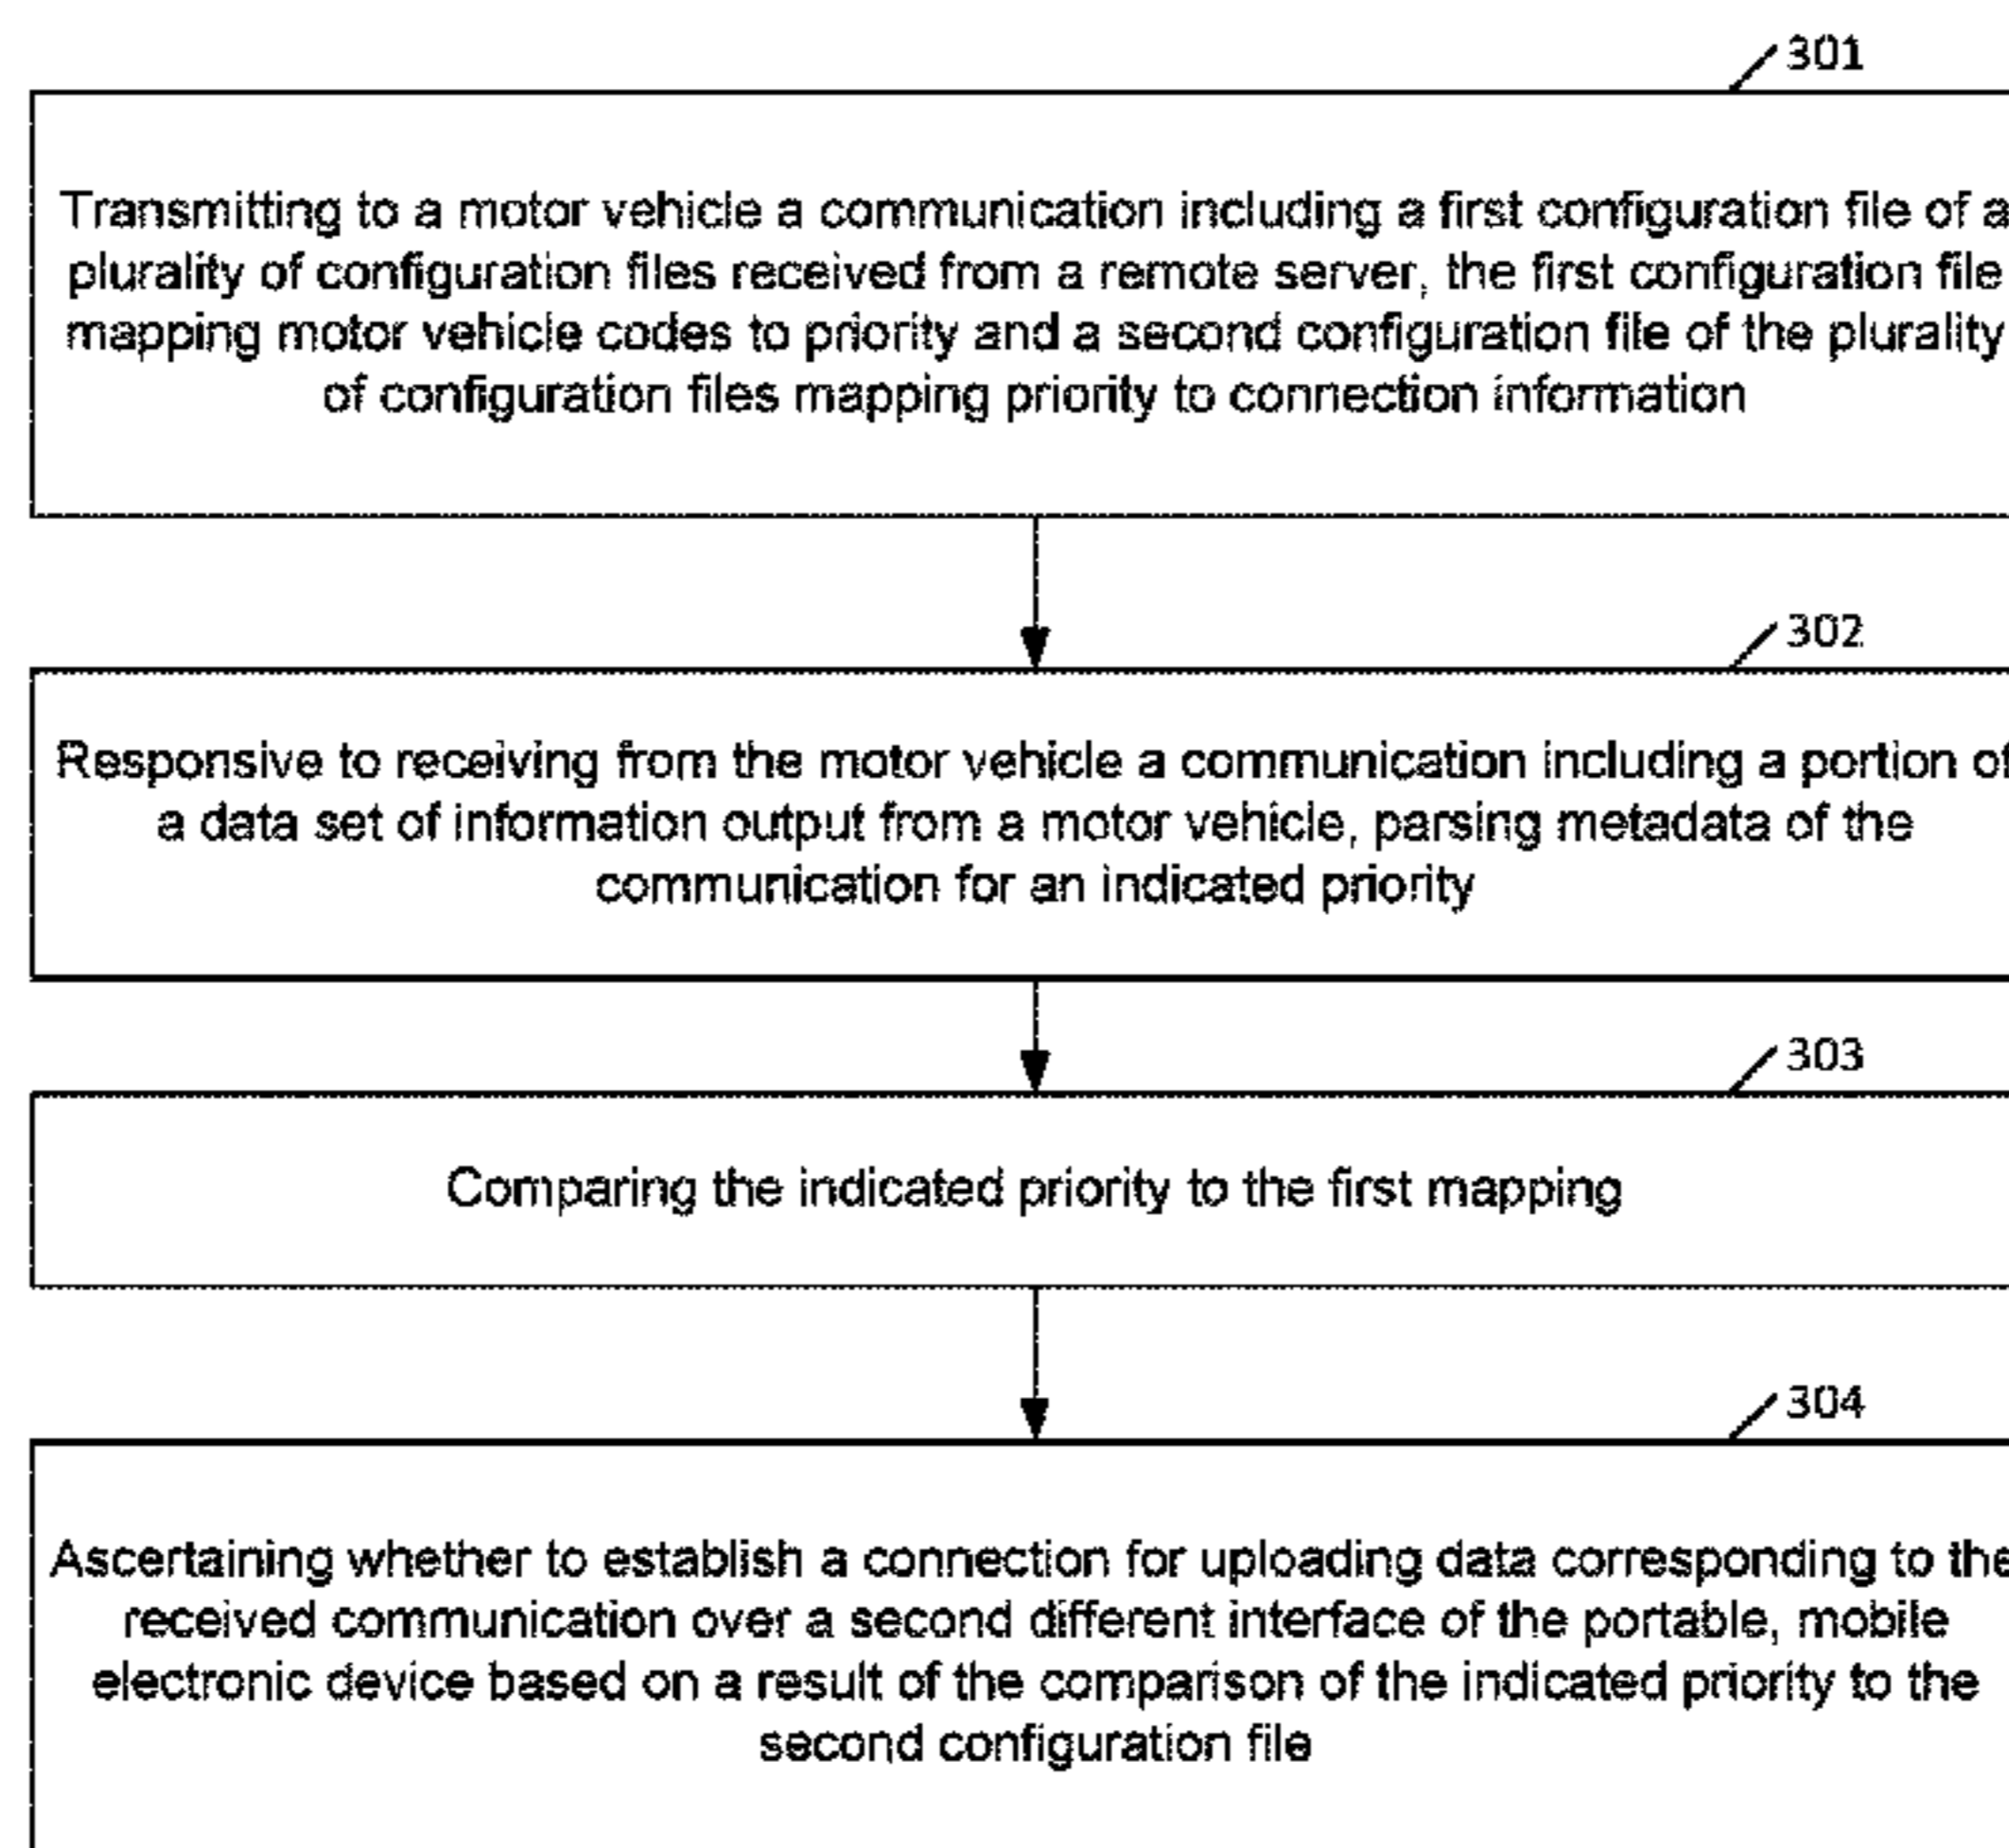 301
Transmitting to a motor vehicle a communication including a first configuration file of a
plurality of configuration files received from a remote server, the first configuration file
mapping motor vehicle codes to priority and a second configuration file of the plurality
of configuration files mapping priority to connection information
302
Responsive to receiving from the motor vehicle a communication including a portion of
a data set of information output from a motor vehicle, parsing metadata of the
communication for an indicated priority
303
Comparing the indicated priority to the first mapping
304
Ascertaining whether to establish a connection for uploading data corresponding to the
received communication over a second different interface of the portable, mobile
electronic device based on a result of the comparison of the indicated priority to the
second configuration file